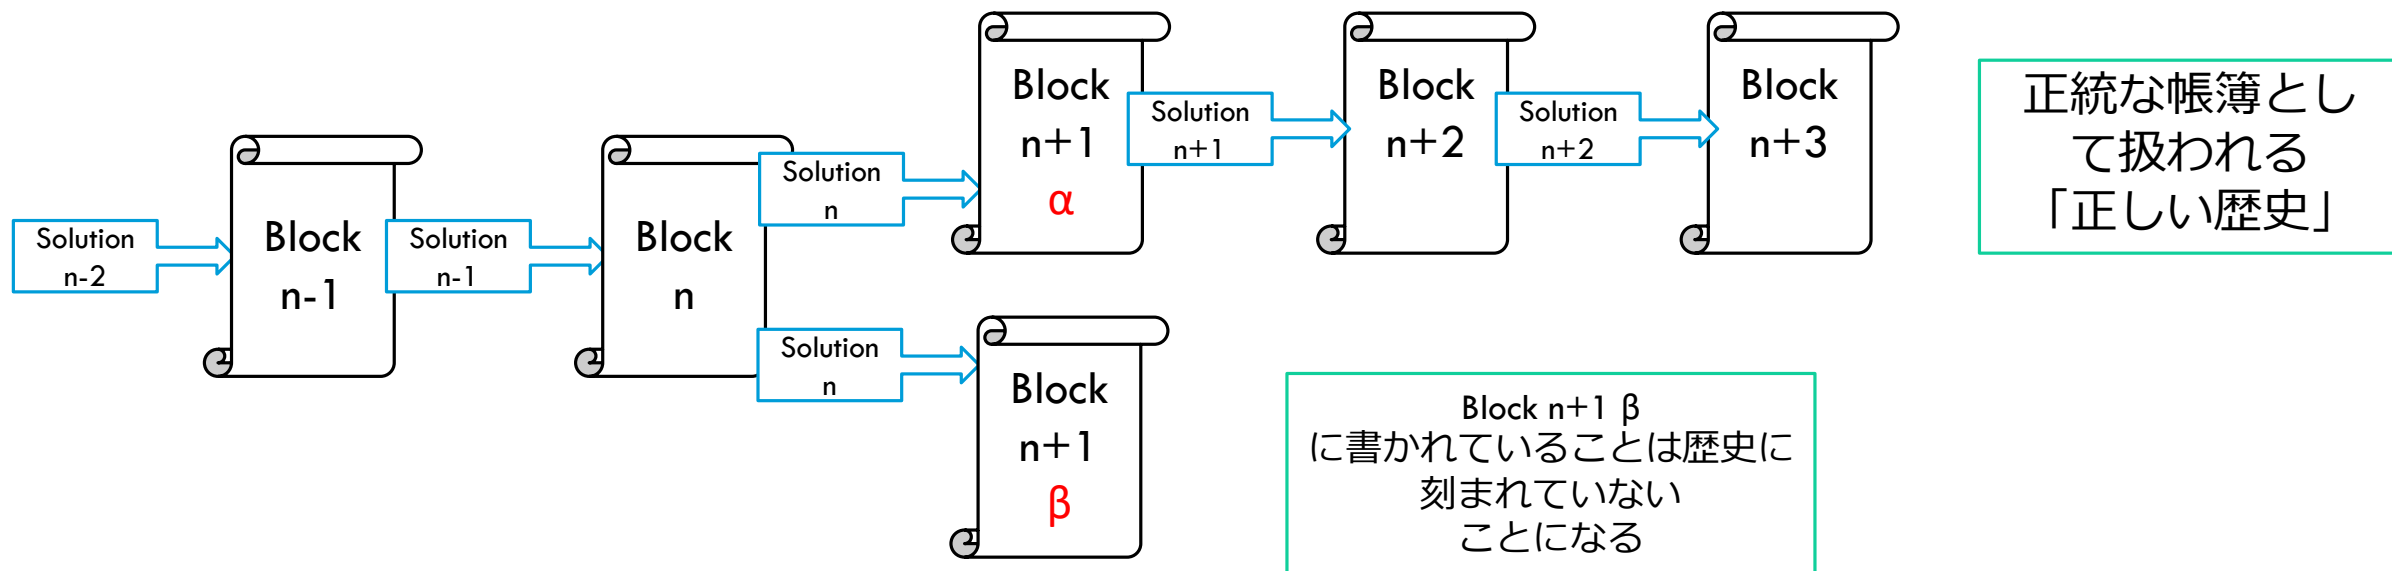 Solution
n-2
Block
n-1
Solution
n-1
Block
n
Solution
n
Block
n+1
α
Solution
n+1
Block
n+2
Solution
n+2
Block
n+3
正統な帳簿とし
て扱われる
「正しい歴史」
Solution
n
Block
n+1
β
Block n+1 β
に書かれていることは歴史に
刻まれていない
ことになる